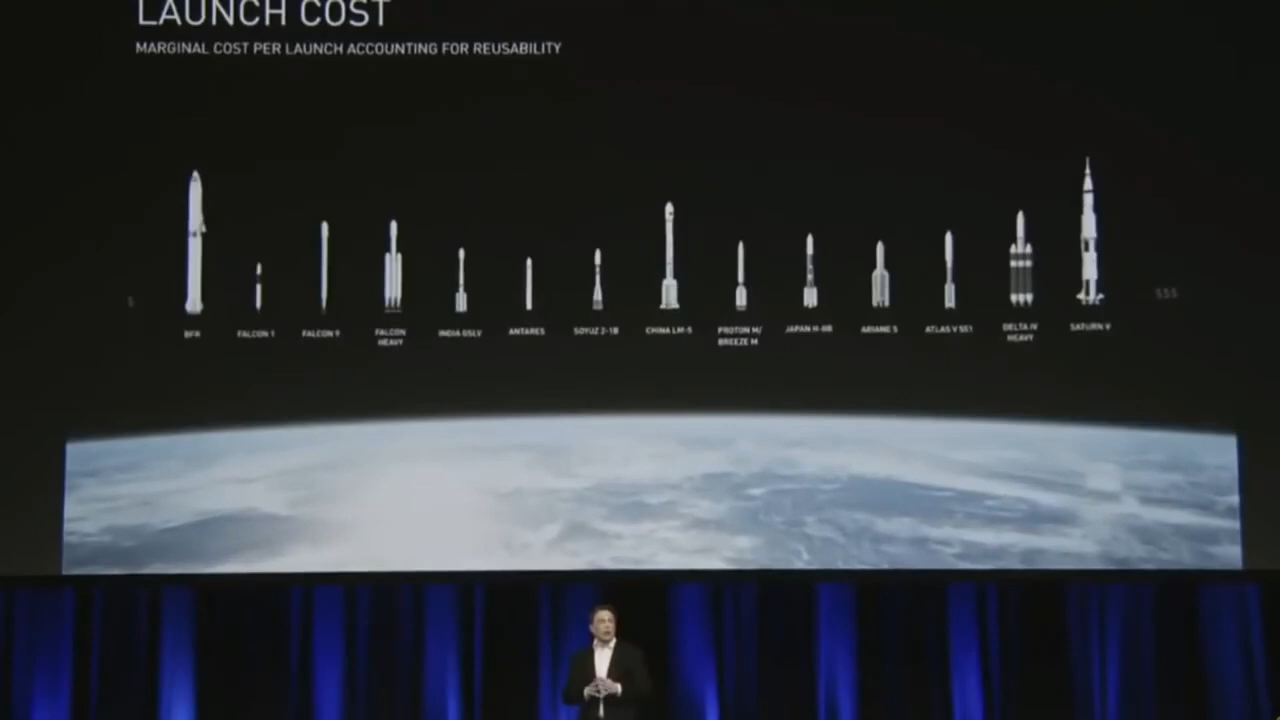 LAUNCH COST
MARGINAL COST PER LAUNCH ACCOUNTING FOR REUSABILITY
$
$$$
BFR
FALCON 1
FALCON 9
FALCON
HEAVY
INDIA GSLV
ANTARES
SOYUZ 2-1B
CHINA LM-5
PROTON M/
BREEZE M
JAPAN H-IIB
ARIANE 5
ATLAS V 551
DELTA IV
HEAVY
SATURN V